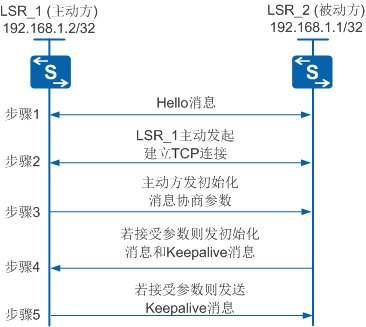 LSR_1 (主动方)
192.168.1.2/32
LSR_2 (被动方)
192.168.1.1/32
S
S
步骤1
Hello消息
LSR_1主动发起
建立TCP连接
步骤2
主动方发初始化
消息协商参数
步骤3
若接受参数则发初始化
消息和Keepalive消息
步骤4
若接受参数则发送
Keepalive消息
步骤5